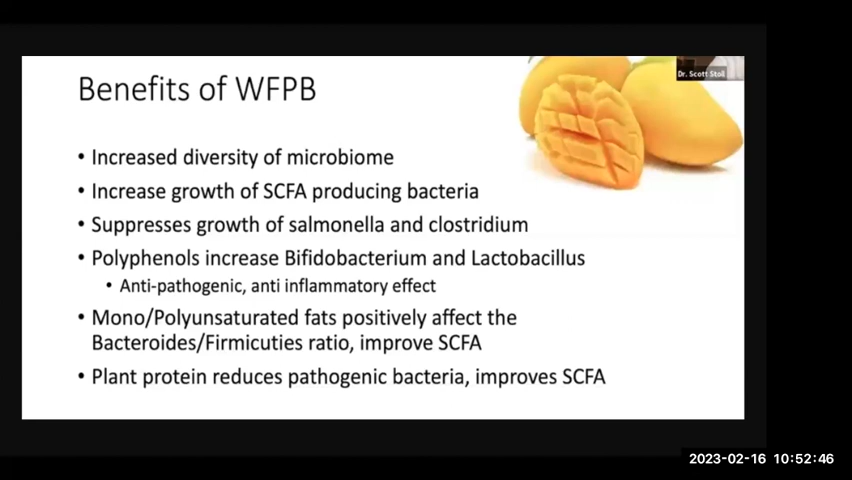 Benefits of WFPB
Dr. Scott Stoll
• Increased diversity of microbiome
• Increase growth of SCFA producing bacteria
• Suppresses growth of salmonella and clostridium
• Polyphenols increase Bifidobacterium and Lactobacillus
• Anti-pathogenic, anti inflammatory effect
• Mono/Polyunsaturated fats positively affect the
Bacteroides/Firmicuties ratio, improve SCFA
• Plant protein reduces pathogenic bacteria, improves SCFA
2023-02-16 10:52:46